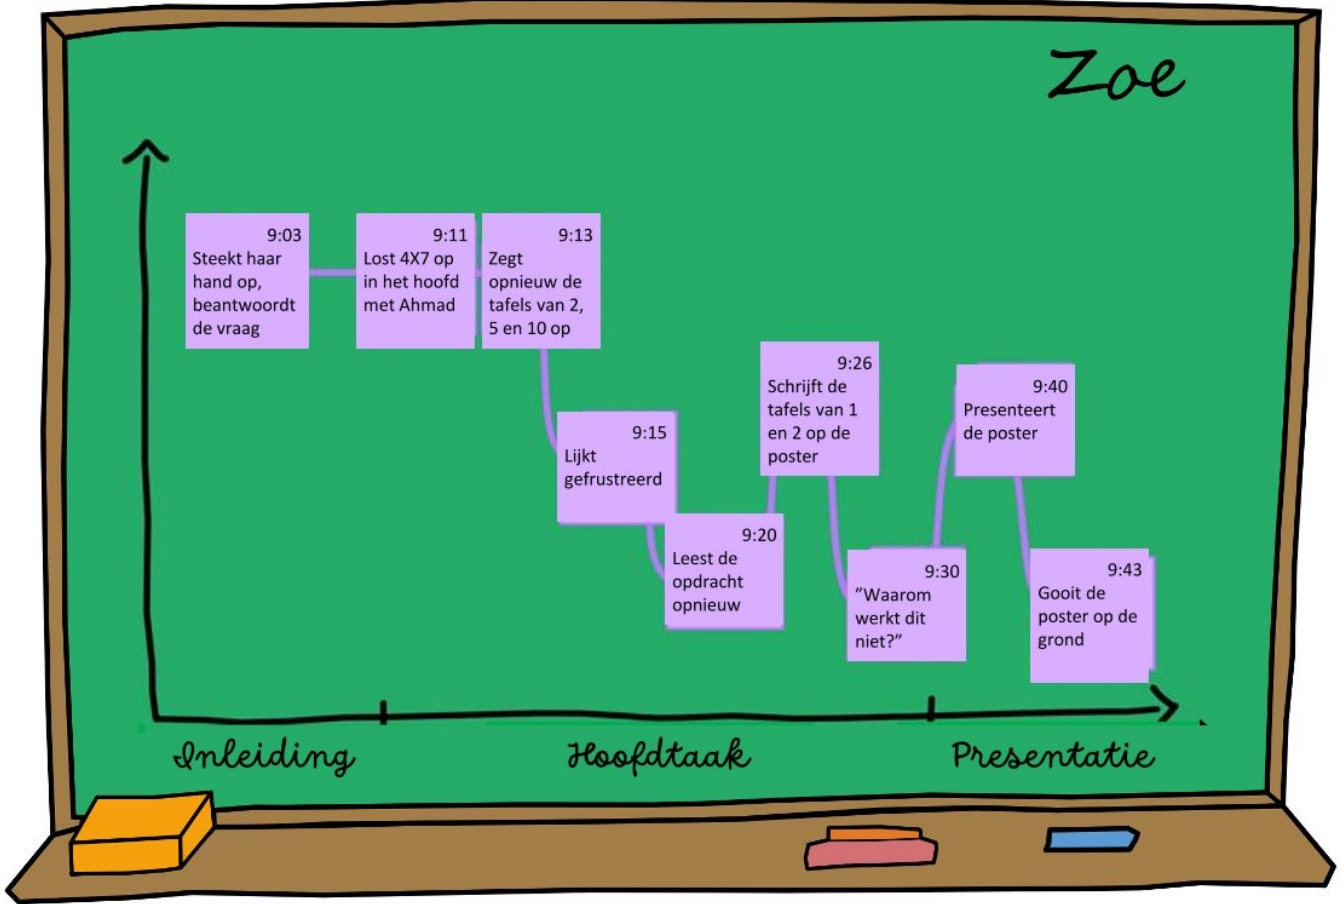 Zoe
9:03
Steekt haar
hand op,
beantwoordt
de vraag
9:11
Lost 4X7 op
in het hoofd
met Ahmad
9:13
Zegt
opnieuw de
tafels van 2,
5 en 10 op
9:15
Lijkt
gefrustreerd
9:20
Leest de
opdracht
opnieuw
9:26
Schrijft de
tafels van 1
en 2 op de
poster
9:30
”Waarom
werkt dit
niet?”
9:40
Presenteert
de poster
9:43
Gooit de
poster op de
grond
Inleiding
Hoofdtaak
Presentatie